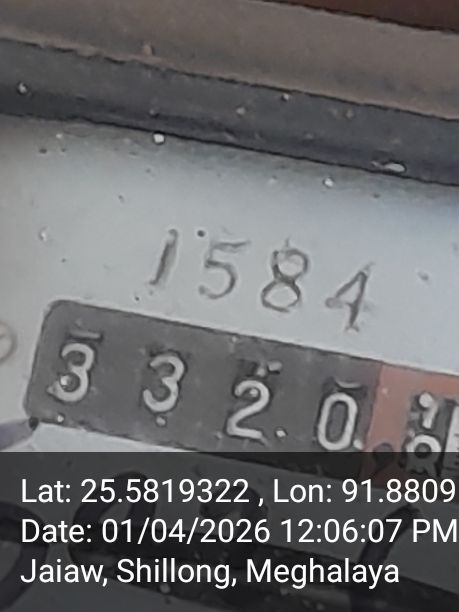 1584
3320
Lat: 25.5819322 , Lon: 91.8809
Date: 01/04/2026 12:06:07 PM
Jaiaw, Shillong, Meghalaya